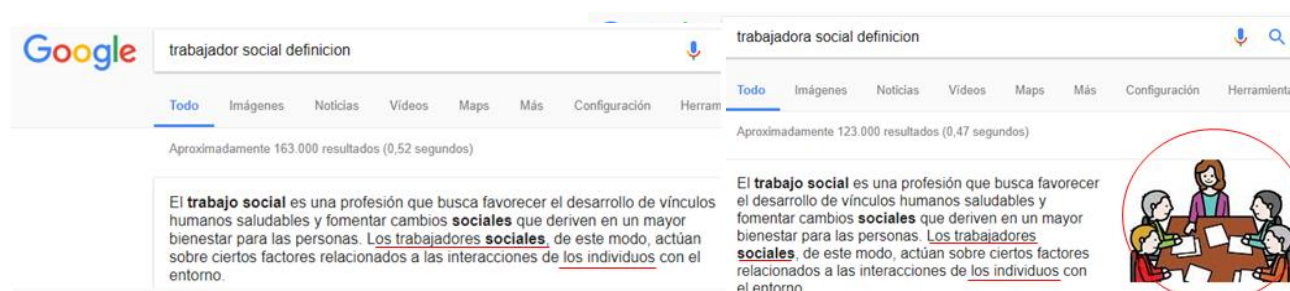 Google
trabajador social definicion
Todo Imágenes Noticias Vídeos Maps Más Configuración Herram
Aproximadamente 163.000 resultados (0,52 segundos)
El trabajo social es una profesión que busca favorecer el desarrollo de vínculos
humanos saludables y fomentar cambios sociales que deriven en un mayor
bienestar para las personas. Los trabajadores sociales, de este modo, actúan
sobre ciertos factores relacionados a las interacciones de los individuos con el
entorno.
trabajadora social definicion
Todo Imágenes Noticias Vídeos Maps Más Configuración Herramienta
Aproximadamente 123.000 resultados (0,47 segundos)
El trabajo social es una profesión que busca favorecer
el desarrollo de vínculos humanos saludables y
fomentar cambios sociales que deriven en un mayor
bienestar para las personas. Los trabajadores
sociales, de este modo, actúan sobre ciertos factores
relacionados a las interacciones de los individuos con
el entorno.